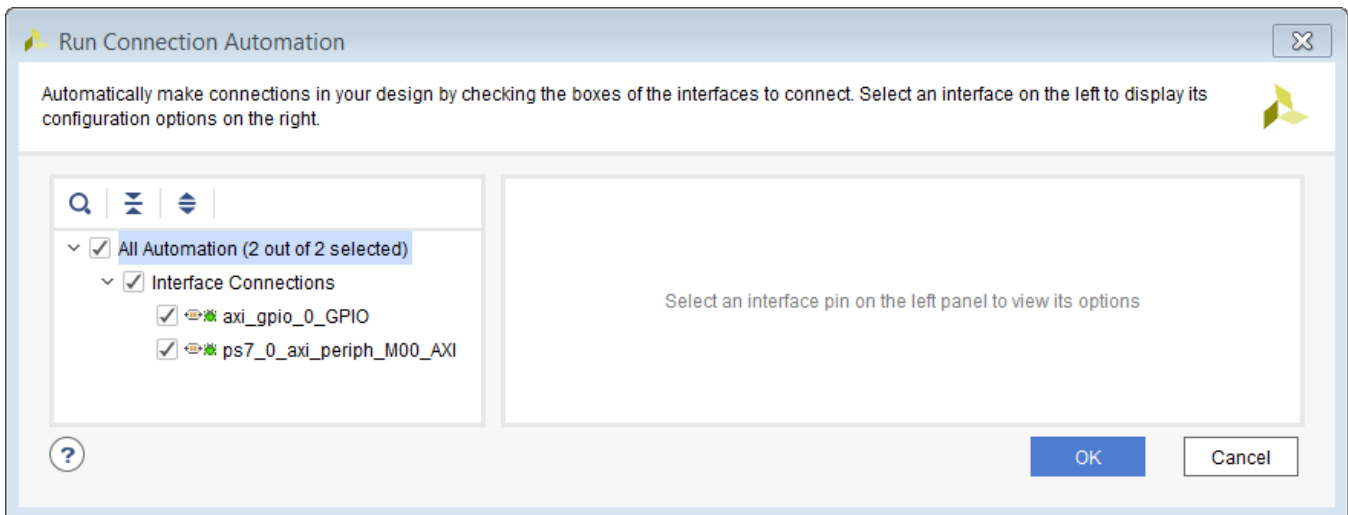 Run Connection Automation
Automatically make connections in your design by checking the boxes of the interfaces to connect. Select an interface on the left to display its
configuration options on the right.
All Automation (2 out of 2 selected)
Interface Connections
axi_gpio_0_GPIO
ps7_0_axi_periph_M00_AXI
Select an interface pin on the left panel to view its options
?
OK
Cancel